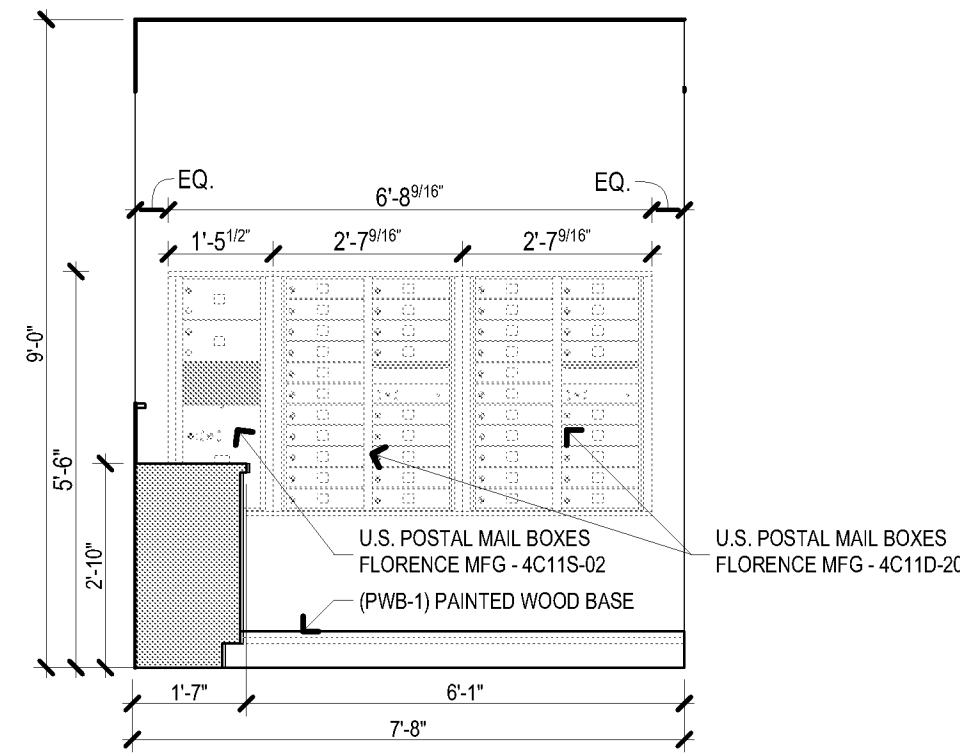 EQ.
EQ.
6'-8 9/16"
1'-5 1/2"
2'-7 9/16"
2'-7 9/16"
9'-0"
5'-6"
2'-10"
U.S. POSTAL MAIL BOXES
FLORENCE MFG - 4C11S-02
U.S. POSTAL MAIL BOXES
FLORENCE MFG - 4C11D-20
(PWB-1) PAINTED WOOD BASE
1'-7"
6'-1"
7'-8"